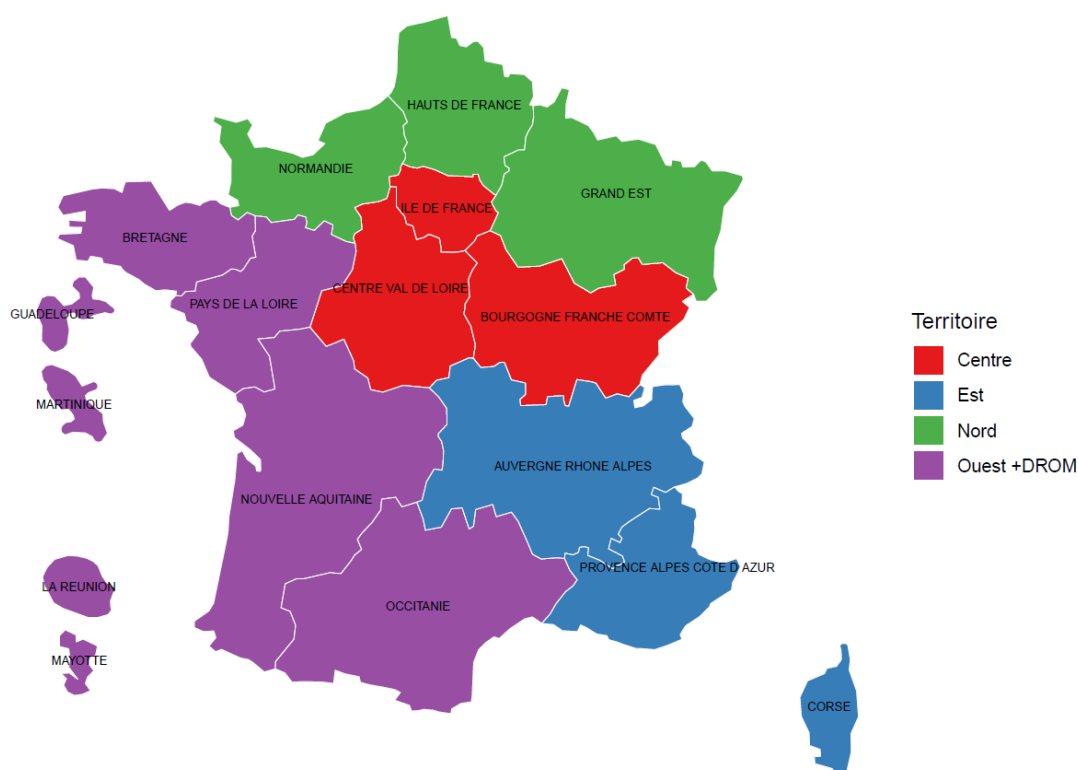 HAUTS DE FRANCE
NORMANDIE
GRAND EST
ILE DE FRANCE
BRETAGNE
CENTRE VAL DE LOIRE
PAYS DE LA LOIRE
GUADELOUPE
BOURGOGNE FRANCHE COMTE
MARTINIQUE
AUVERGNE RHONE ALPES
NOUVELLE AQUITAINE
PROVENCE ALPES COTE D AZUR
LA REUNION
OCCITANIE
MAYOTTE
CORSE
Territoire
Centre
Est
Nord
Ouest +DROM